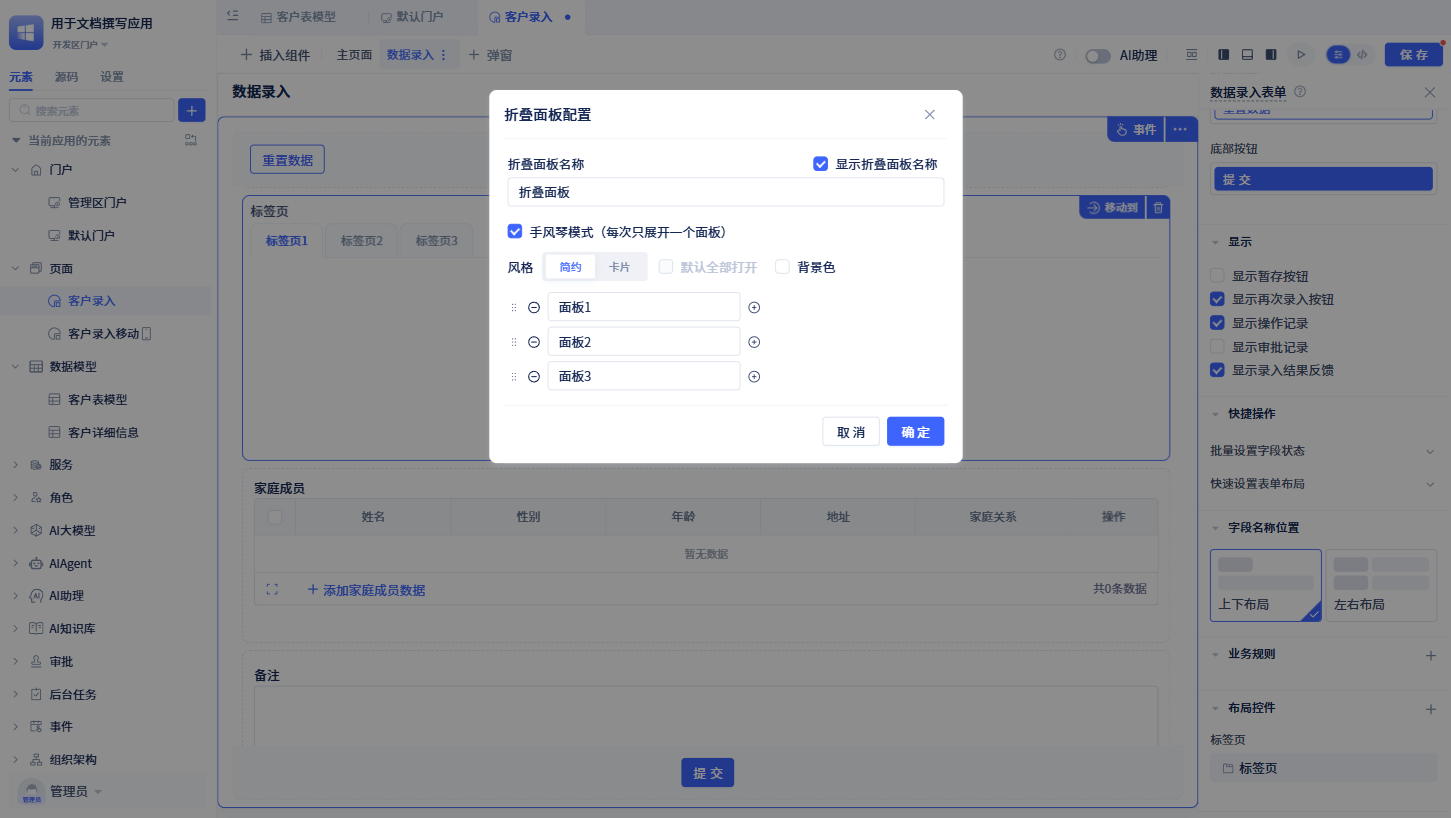 用于文档撰写应用
开发区门户
元素
源码
设置
搜索元素
当前应用的元素
门户
管理区门户
默认门户
页面
客户录入
客户录入移动
数据模型
客户表模型
客户详细信息
服务
角色
AI大模型
AIAgent
AI助理
AI知识库
审批
后台任务
事件
组织架构
管理员
管理员
客户表模型
默认门户
客户录入
插入组件
主页面
数据录入
弹窗
AI助理
保存
数据录入
事件
重置数据
标签页
移动到
标签页1
标签页2
标签页3
折叠面板配置
折叠面板名称
显示折叠面板名称
折叠面板
手风琴模式（每次只展开一个面板）
风格
简约
卡片
默认全部打开
背景色
面板1
面板2
面板3
取消
确定
家庭成员
姓名
性别
年龄
地址
家庭关系
操作
暂无数据
添加家庭成员数据
共0条数据
备注
提交
数据录入表单
重置数据
底部按钮
提交
显示
显示暂存按钮
显示再次录入按钮
显示操作记录
显示审批记录
显示录入结果反馈
快捷操作
批量设置字段状态
快速设置表单布局
字段名称位置
上下布局
左右布局
业务规则
布局控件
标签页
标签页